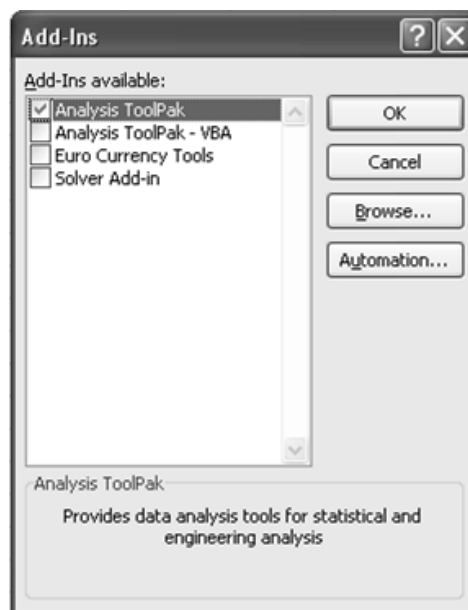 Add-Ins
Add-Ins available:
Analysis ToolPak
Analysis ToolPak - VBA
Euro Currency Tools
Solver Add-in
OK
Cancel
Browse...
Automation...
Analysis ToolPak
Provides data analysis tools for statistical and
engineering analysis